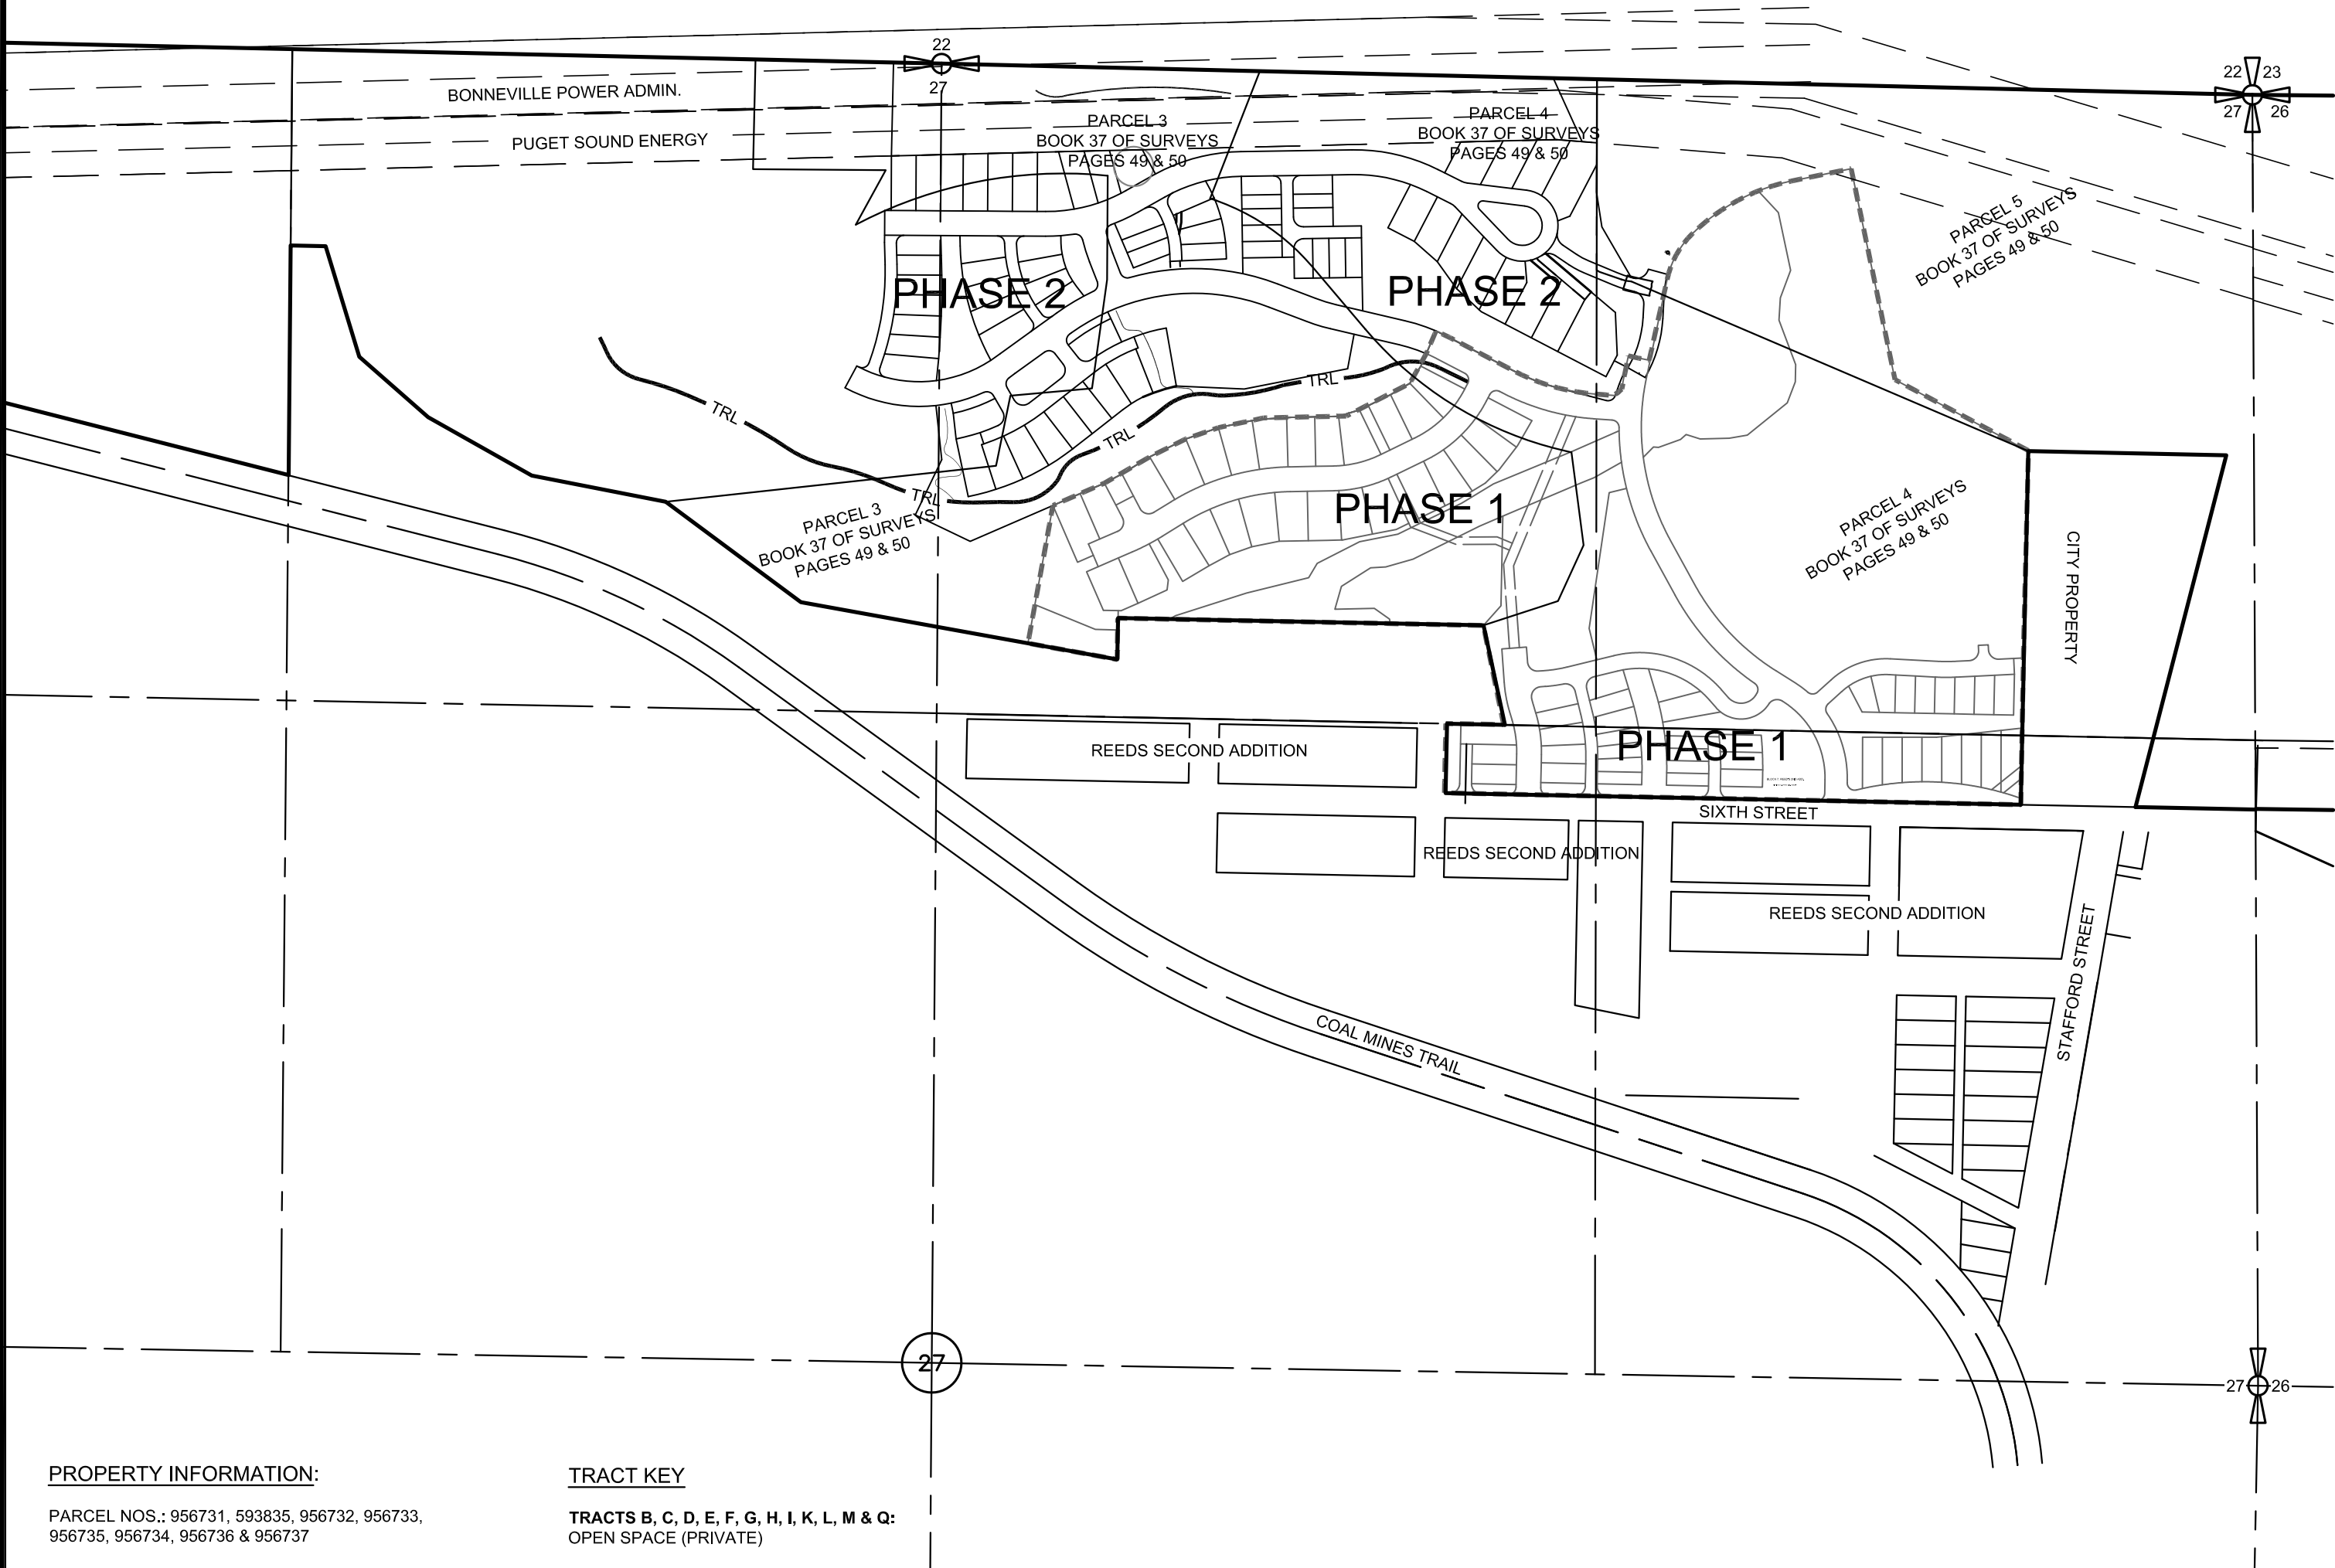 22
27
22 23
27 26
BONNEVILLE POWER ADMIN.
PUGET SOUND ENERGY
PARCEL 3
BOOK 37 OF SURVEYS
PAGES 49 & 50
PARCEL 4
BOOK 37 OF SURVEYS
PAGES 49 & 50
PARCEL 5
BOOK 37 OF SURVEYS
PAGES 49 & 50
PHASE 2
PHASE 2
TRL
TRL
TRL
TRL
PHASE 1
PARCEL 3
BOOK 37 OF SURVEYS
PAGES 49 & 50
PARCEL 4
BOOK 37 OF SURVEYS
PAGES 49 & 50
CITY PROPERTY
REEDS SECOND ADDITION
PHASE 1
SIXTH STREET
REEDS SECOND ADDITION
REEDS SECOND ADDITION
STAFFORD STREET
COAL MINES TRAIL
27
27 26
PROPERTY INFORMATION:
PARCEL NOS.: 956731, 593835, 956732, 956733,
956735, 956734, 956736 & 956737
TRACT KEY
TRACTS B, C, D, E, F, G, H, I, K, L, M & Q:
OPEN SPACE (PRIVATE)